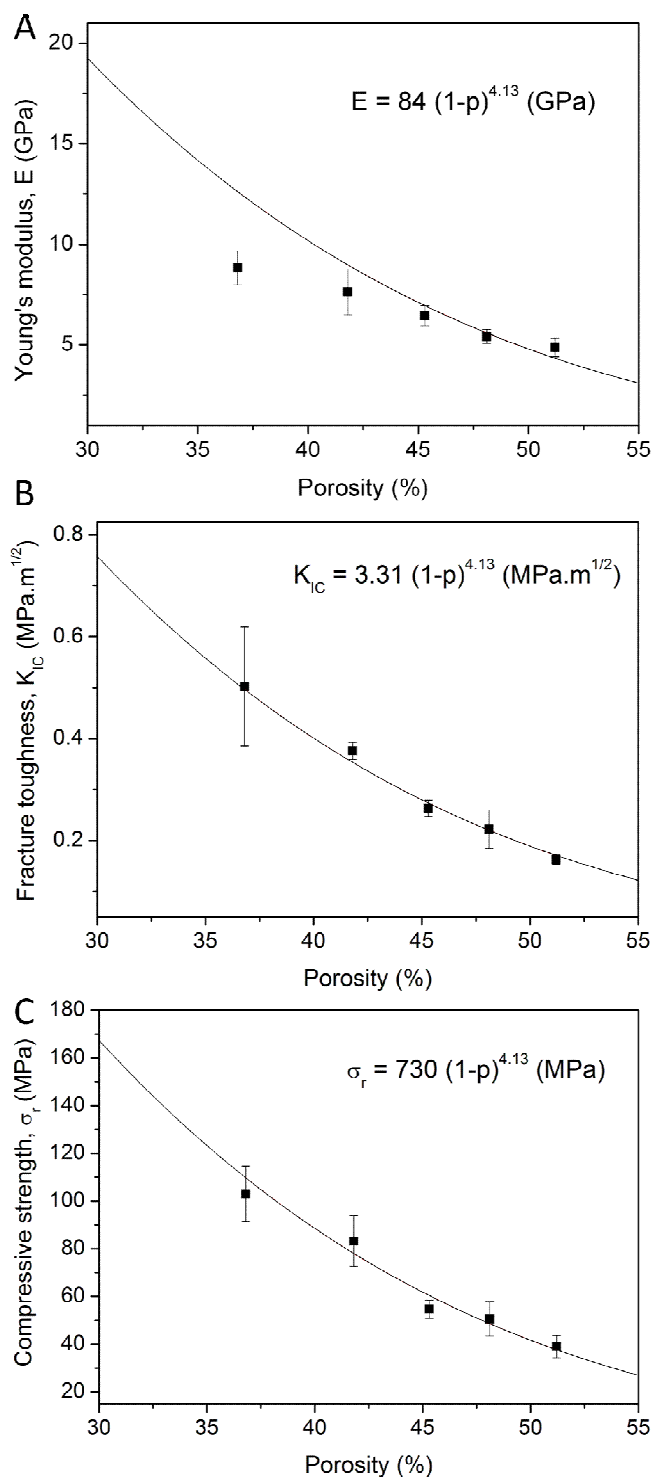 A
20
15
10
5
Young's modulus, E (GPa)
E = 84 (1-p)^4.13 (GPa)
30 35 40 45 50 55
Porosity (%)
B
0.8
0.6
0.4
0.2
Fracture toughness, K_IC (MPa.m^1/2)
K_IC = 3.31 (1-p)^4.13 (MPa.m^1/2)
30 35 40 45 50 55
Porosity (%)
C
180
160
140
120
100
80
60
40
20
Compressive strength, σ_r (MPa)
σ_r = 730 (1-p)^4.13 (MPa)
30 35 40 45 50 55
Porosity (%)